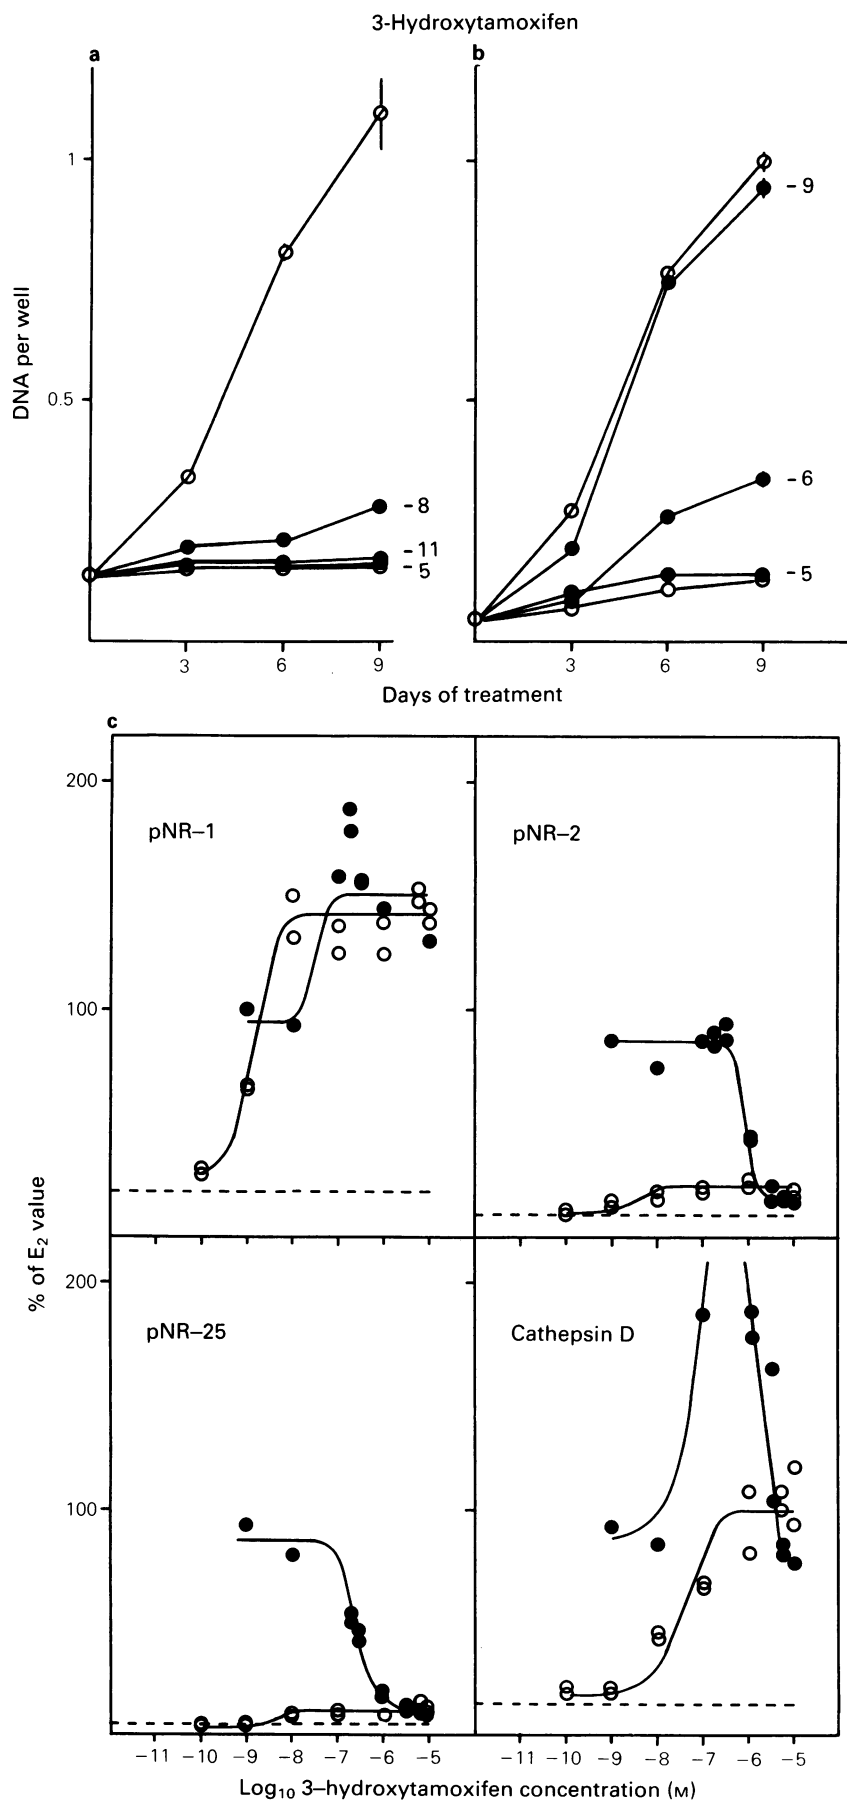 3-Hydroxytamoxifen
a
b
1
0.5
DNA per well
-9
-8
-6
-11
-5
-5
3 6 9
3 6 9
Days of treatment
c
200
pNR–1
pNR–2
100
% of E₂ value
200
pNR–25
Cathepsin D
100
−11 −10 −9 −8 −7 −6 −5
−11 −10 −9 −8 −7 −6 −5
Log₁₀ 3–hydroxytamoxifen concentration (M)